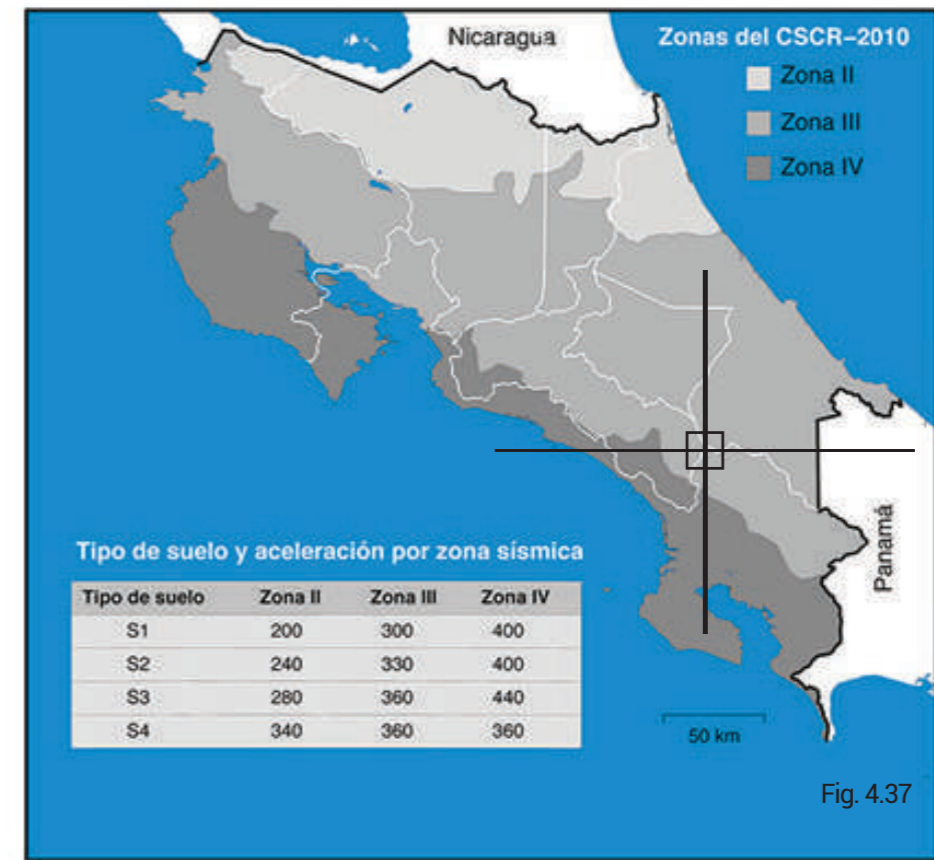 Nicaragua
Zonas del CSCR–2010
Zona II
Zona III
Zona IV
Panamá
Tipo de suelo y aceleración por zona sísmica
Tipo de suelo Zona II Zona III Zona IV
S1 200 300 400
S2 240 330 400
S3 280 360 440
S4 340 360 360
50 km
Fig. 4.37